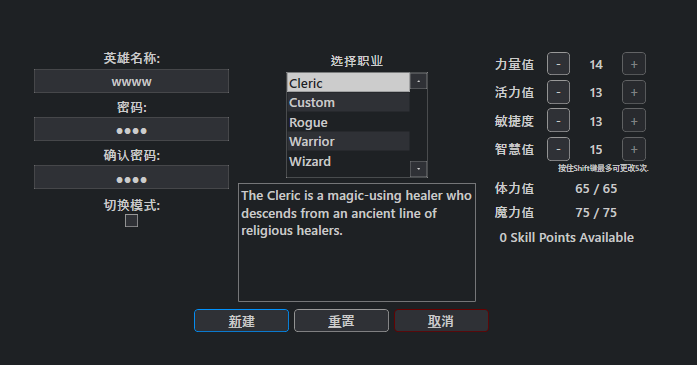 英雄名称:
wwww
密码:
●●●●
确认密码:
●●●●
切换模式:
选择职业
Cleric
Custom
Rogue
Warrior
Wizard
The Cleric is a magic-using healer who
descends from an ancient line of
religious healers.
力量值 - 14 +
活力值 - 13 +
敏捷度 - 13 +
智慧值 - 15 +
按住Shift键最多可更改5次.
体力值 65 / 65
魔力值 75 / 75
0 Skill Points Available
新建 重置 取消